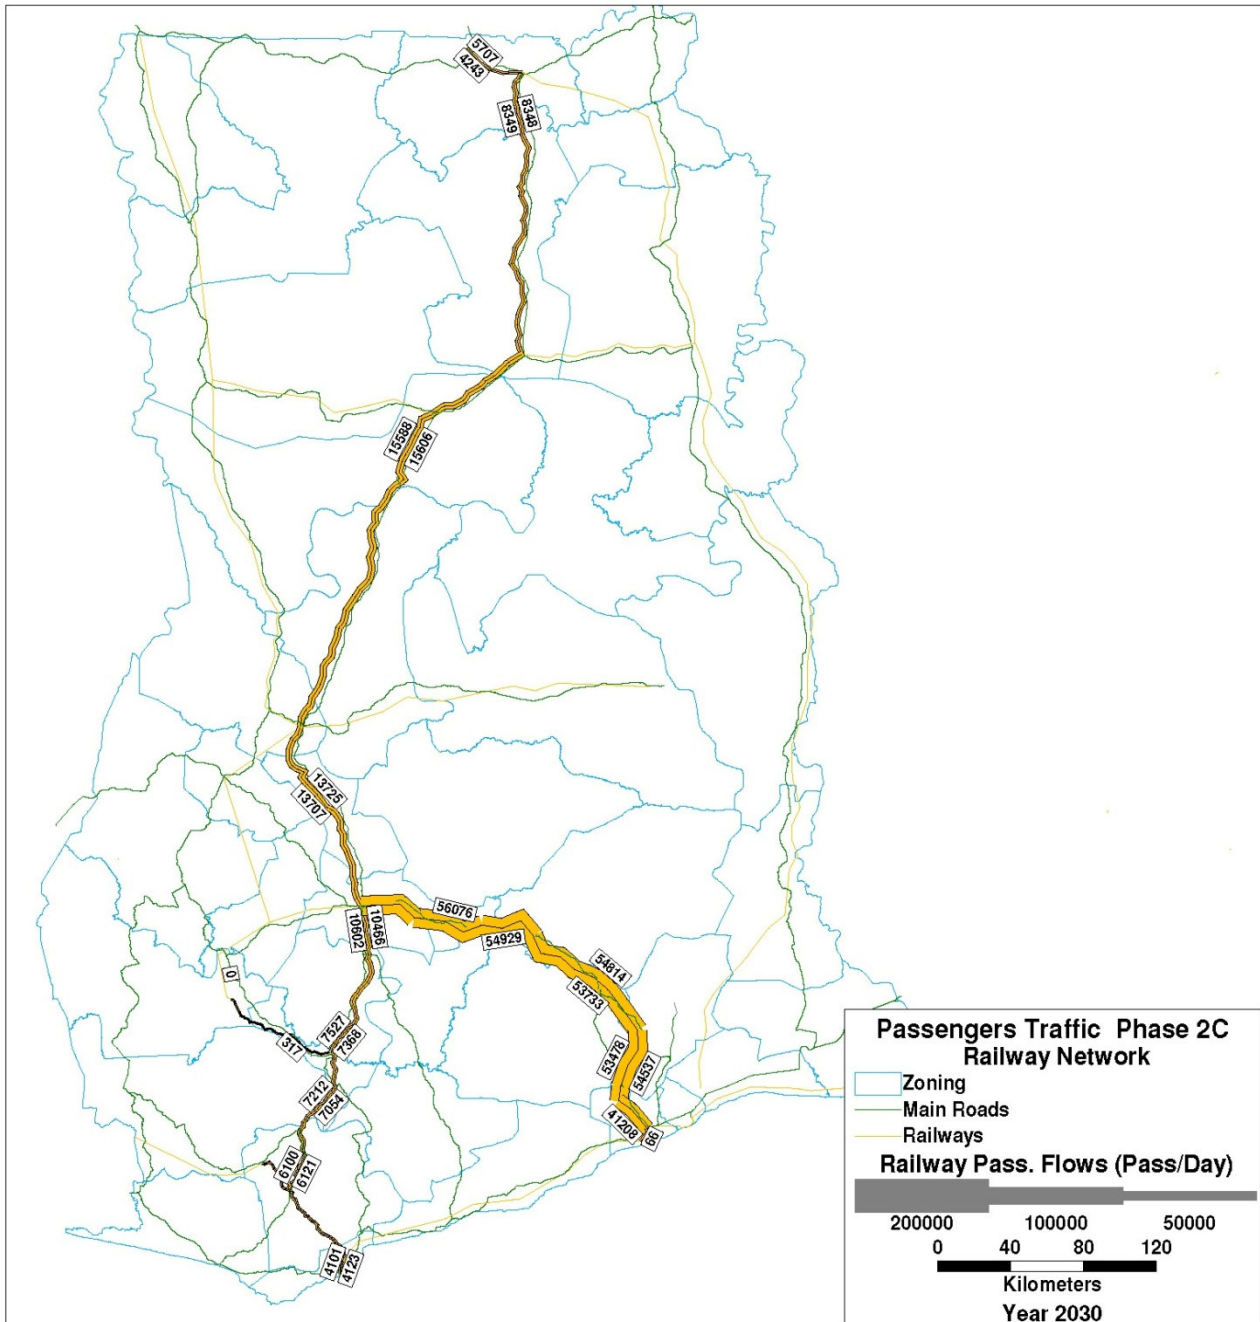 5707
4243
8349
8348
15588
15606
13725
13707
56076
10602
10466
54929
54814
53733
0
7527
7368
317
53478
54537
7212
7054
41208
66
6100
6121
4101
4123
Passengers Traffic Phase 2C
Railway Network
Zoning
Main Roads
Railways
Railway Pass. Flows (Pass/Day)
200000 100000 50000
0 40 80 120
Kilometers
Year 2030